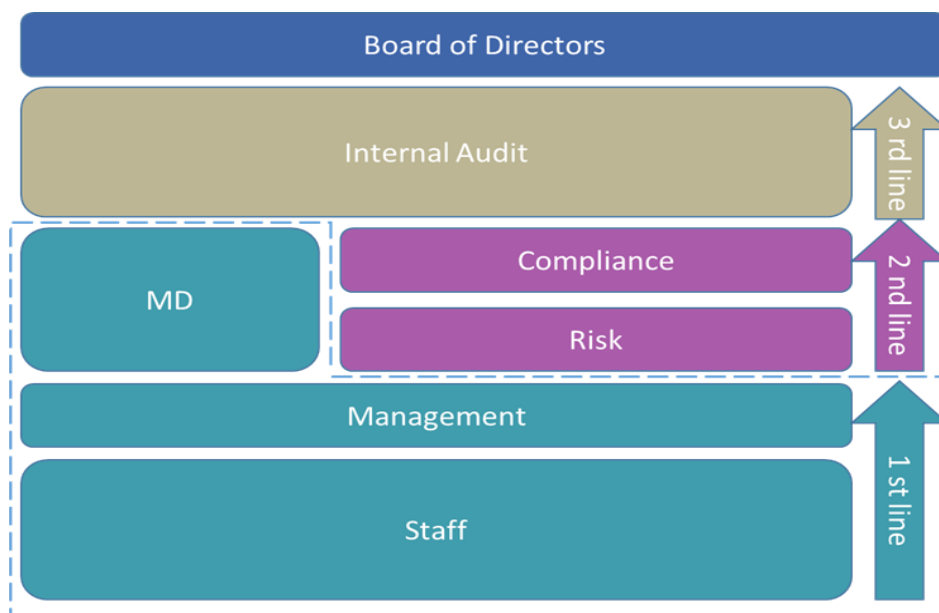 Board of Directors
Internal Audit
3 rd line
MD
Compliance
Risk
2 nd line
Management
Staff
1 st line